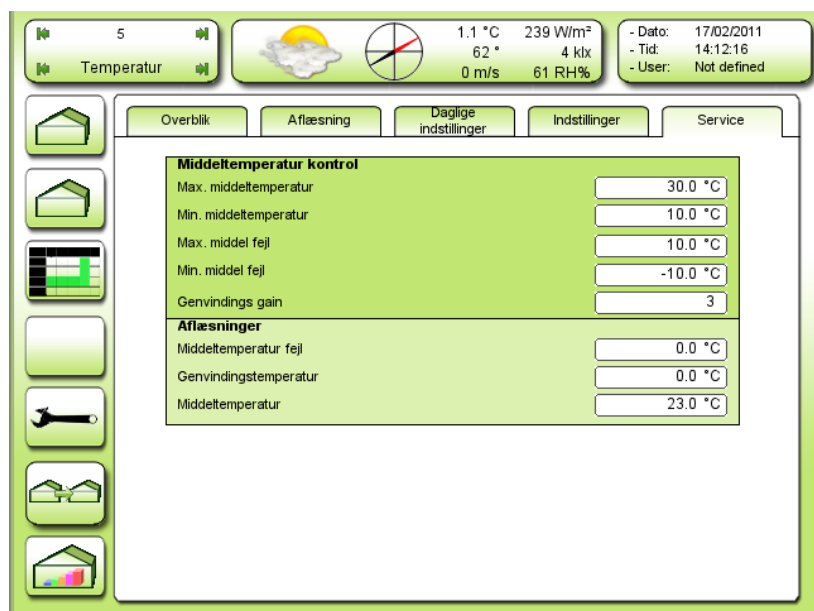 5
Temperatur
1.1 °C 239 W/m²
62 ° 4 klx
0 m/s 61 RH%
- Dato: 17/02/2011
- Tid: 14:12:16
- User: Not defined
Overblik
Aflæsning
Daglige
indstillinger
Indstillinger
Service
Middeltemperatur kontrol
Max. middeltemperatur 30.0 °C
Min. middeltemperatur 10.0 °C
Max. middel fejl 10.0 °C
Min. middel fejl -10.0 °C
Genvindings gain 3
Aflæsninger
Middeltemperatur fejl 0.0 °C
Genvindingstemperatur 0.0 °C
Middeltemperatur 23.0 °C